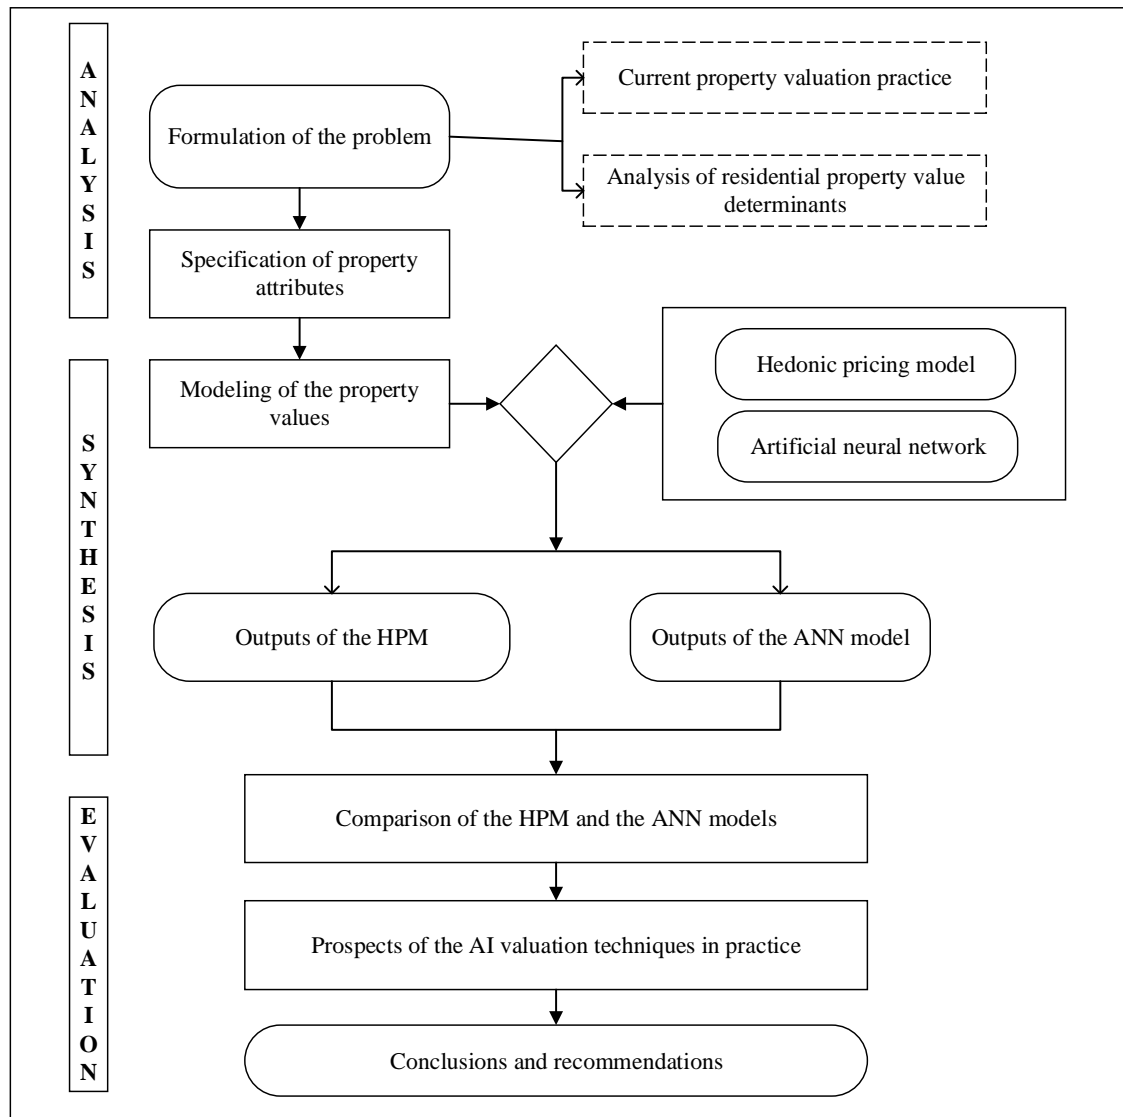 ANALYSIS
Formulation of the problem
Current property valuation practice
Analysis of residential property value
determinants
Specification of property
attributes
SYNTHESIS
Modeling of the property
values
Hedonic pricing model
Artificial neural network
Outputs of the HPM
Outputs of the ANN model
EVALUATION
Comparison of the HPM and the ANN models
Prospects of the AI valuation techniques in practice
Conclusions and recommendations